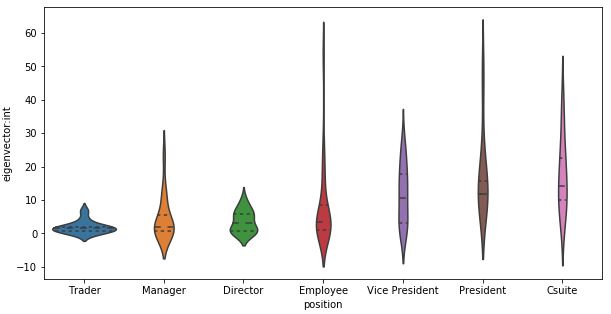 eigenvector:int
60
50
40
30
20
10
0
−10
Trader Manager Director Employee Vice President President Csuite
position